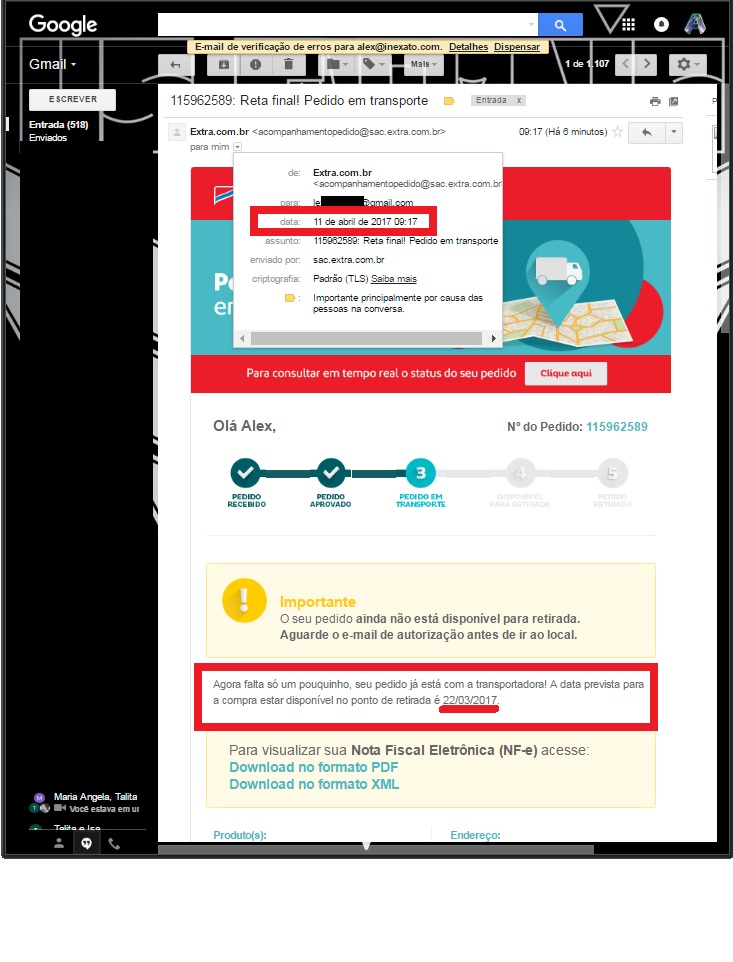 Google
E-mail de verificação de erros para alex@inexato.com. Detalhes Dispensar
Gmail
Mais
1 de 1.107
ESCREVER
Entrada (518)
Enviados
115962589: Reta final! Pedido em transporte
Entrada x
Extra.com.br <acompanhamentopedido@sac.extra.com.br>
09:17 (Há 6 minutos)
para mim
de: Extra.com.br
<acompanhamentopedido@sac.extra.com.br
para: le @gmail.com
data: 11 de abril de 2017 09:17
assunto: 115962589: Reta final! Pedido em transporte
enviado por: sac.extra.com.br
criptografia: Padrão (TLS) Saiba mais
Importante principalmente por causa das
pessoas na conversa.
Para consultar em tempo real o status do seu pedido Clique aqui
Olá Alex,
Nº do Pedido: 115962589
3 4 5
PEDIDO RECEBIDO
PEDIDO APROVADO
PEDIDO EM TRANSPORTE
DISPONÍVEL PARA RETIRADA
PEDIDO RETIRADO
!
Importante
O seu pedido ainda não está disponível para retirada.
Aguarde o e-mail de autorização antes de ir ao local.
Agora falta só um pouquinho, seu pedido já está com a transportadora! A data prevista para
a compra estar disponível no ponto de retirada é 22/03/2017.
Para visualizar sua Nota Fiscal Eletrônica (NF-e) acesse:
Download no formato PDF
Download no formato XML
Produto(s):
Endereço:
Maria Angela, Talita
Você estava em ur
Talita e Isa